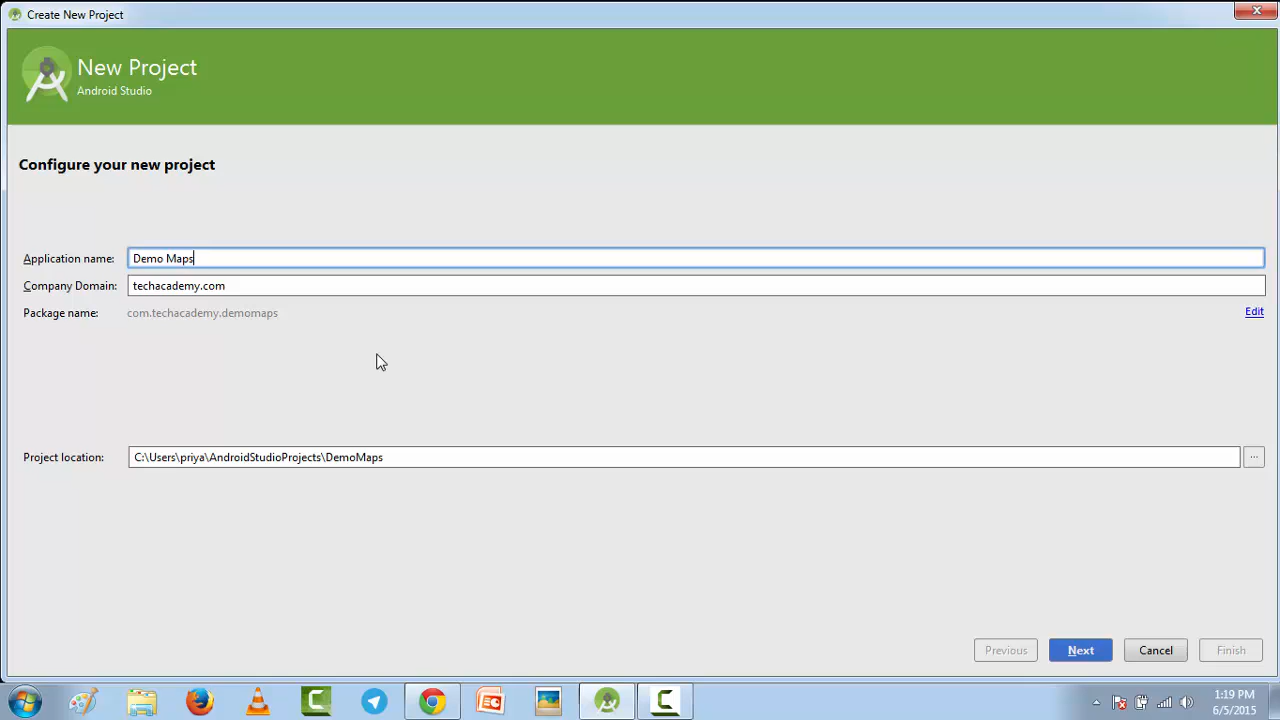 Create New Project
New Project
Android Studio
Configure your new project
Application name: Demo Maps
Company Domain: techacademy.com
Package name: com.techacademy.demomaps Edit
Project location: C:\Users\priya\AndroidStudioProjects\DemoMaps ...
Previous Next Cancel Finish
1:19 PM
6/5/2015